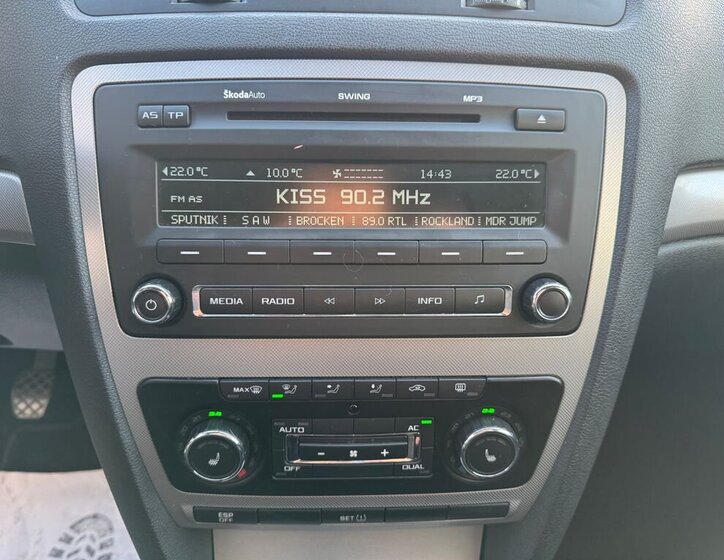 ŠkodaAuto SWING MP3
AS TP
22.0°C 10.0°C 14:43 22.0°C
FM AS KISS 90.2 MHz
SPUTNIK SAW BROCKEN 89.0 RTL ROCKLAND MDR JUMP
MEDIA RADIO INFO
MAX
AUTO AC
OFF DUAL
ESP OFF SET